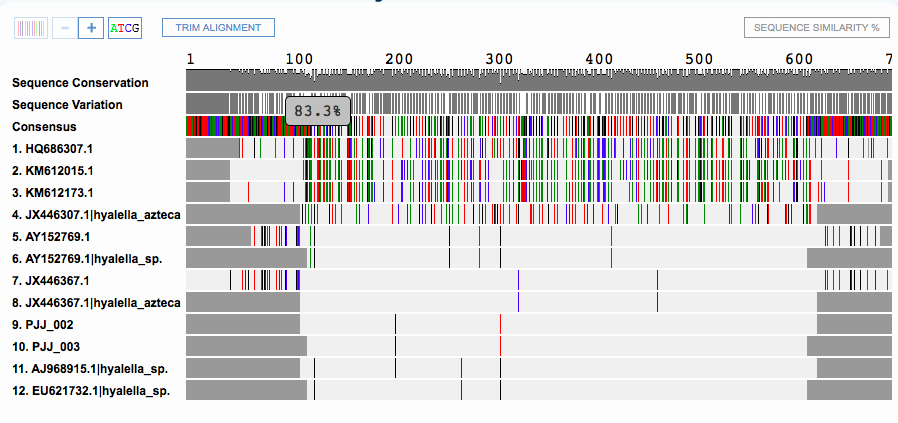 − + ATCG TRIM ALIGNMENT SEQUENCE SIMILARITY %
1 100 200 300 400 500 600 7
Sequence Conservation
Sequence Variation
83.3%
Consensus
1. HQ686307.1
2. KM612015.1
3. KM612173.1
4. JX446307.1|hyalella_azteca
5. AY152769.1
6. AY152769.1|hyalella_sp.
7. JX446367.1
8. JX446367.1|hyalella_azteca
9. PJJ_002
10. PJJ_003
11. AJ968915.1|hyalella_sp.
12. EU621732.1|hyalella_sp.